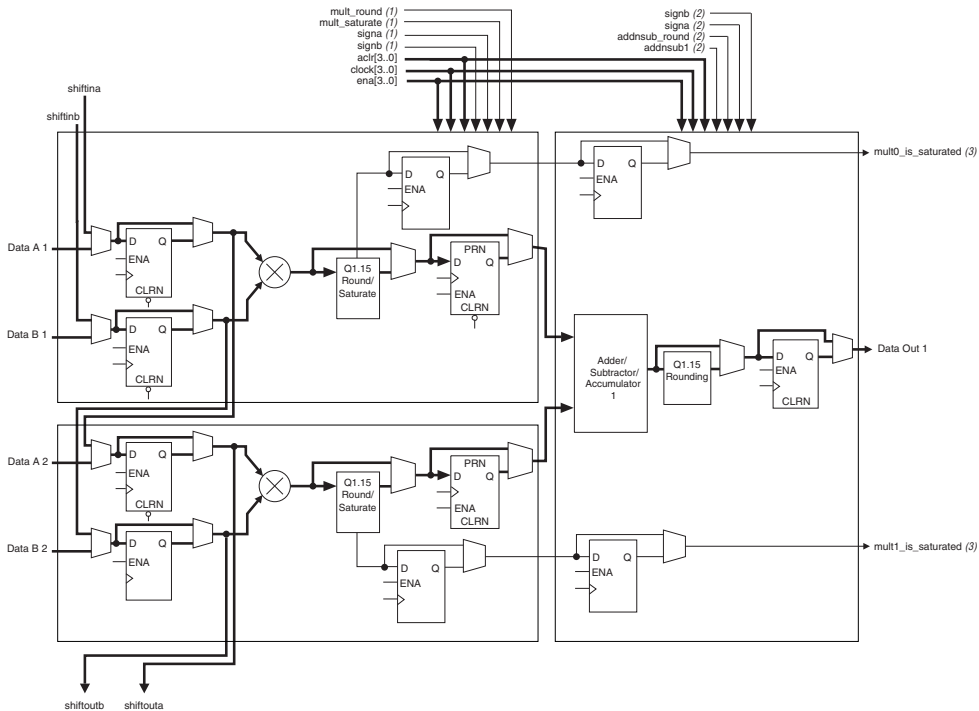 mult_round (1)
mult_saturate (1)
signa (1)
signb (1)
aclr[3..0]
clock[3..0]
ena[3..0]
signb (2)
signa (2)
addnsub_round (2)
addnsub1 (2)
shiftina
shiftinb
D Q
ENA
D Q
ENA
mult0_is_saturated (3)
Data A 1
D Q
ENA
CLRN
Q1.15
Round/
Saturate
PRN
D Q
ENA
CLRN
Data B 1
D Q
ENA
CLRN
Adder/
Subtractor/
Accumulator
1
Q1.15
Rounding
D Q
ENA
CLRN
Data Out 1
Data A 2
D Q
ENA
CLRN
Q1.15
Round/
Saturate
PRN
D Q
ENA
CLRN
Data B 2
D Q
ENA
D Q
ENA
D Q
ENA
mult1_is_saturated (3)
shiftoutb
shiftouta